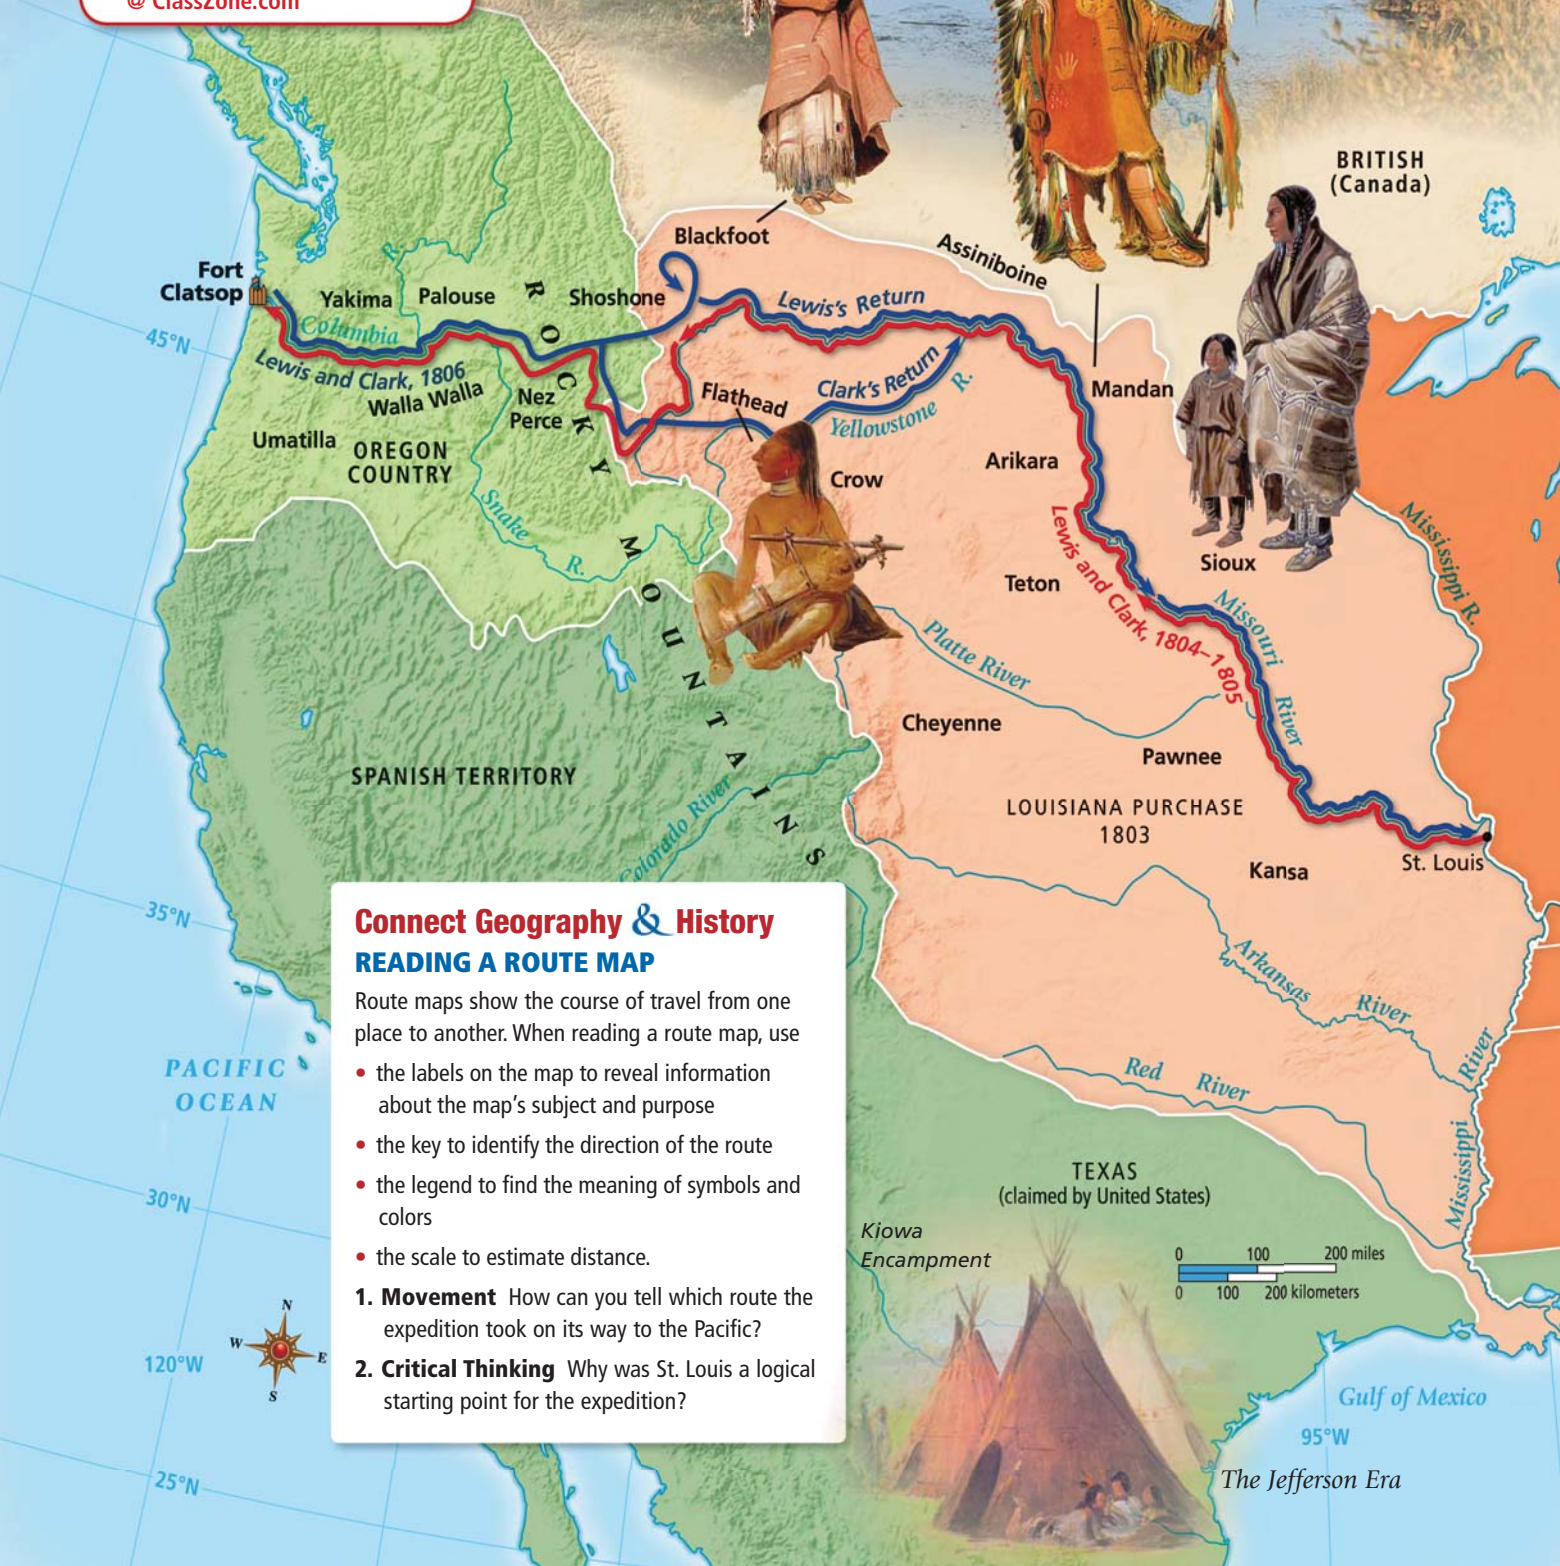 @ ClassZone.com
BRITISH
(Canada)
Blackfoot
Assiniboine
Fort
Clatsop
Yakima
Palouse
Shoshone
Lewis's Return
R.
Columbia
45°N
Lewis and Clark, 1806
Walla Walla
Nez
Perce
Flathead
Clark's Return
Yellowstone R.
Mandan
Umatilla
OREGON
COUNTRY
Crow
Arikara
Snake R.
ROCKY MOUNTAINS
Mississippi R.
Sioux
Teton
Lewis and Clark, 1804–1805
Missouri River
Platte River
Cheyenne
Pawnee
SPANISH TERRITORY
Colorado River
LOUISIANA PURCHASE
1803
Kansa
St. Louis
35°N
Arkansas River
Red River
Mississippi River
PACIFIC
OCEAN
Connect Geography & History
READING A ROUTE MAP
Route maps show the course of travel from one
place to another. When reading a route map, use
• the labels on the map to reveal information
about the map's subject and purpose
• the key to identify the direction of the route
• the legend to find the meaning of symbols and
colors
• the scale to estimate distance.
1. Movement How can you tell which route the
expedition took on its way to the Pacific?
2. Critical Thinking Why was St. Louis a logical
starting point for the expedition?
TEXAS
(claimed by United States)
30°N
Kiowa
Encampment
0 100 200 miles
0 100 200 kilometers
N
W E
S
120°W
Gulf of Mexico
95°W
25°N
The Jefferson Era